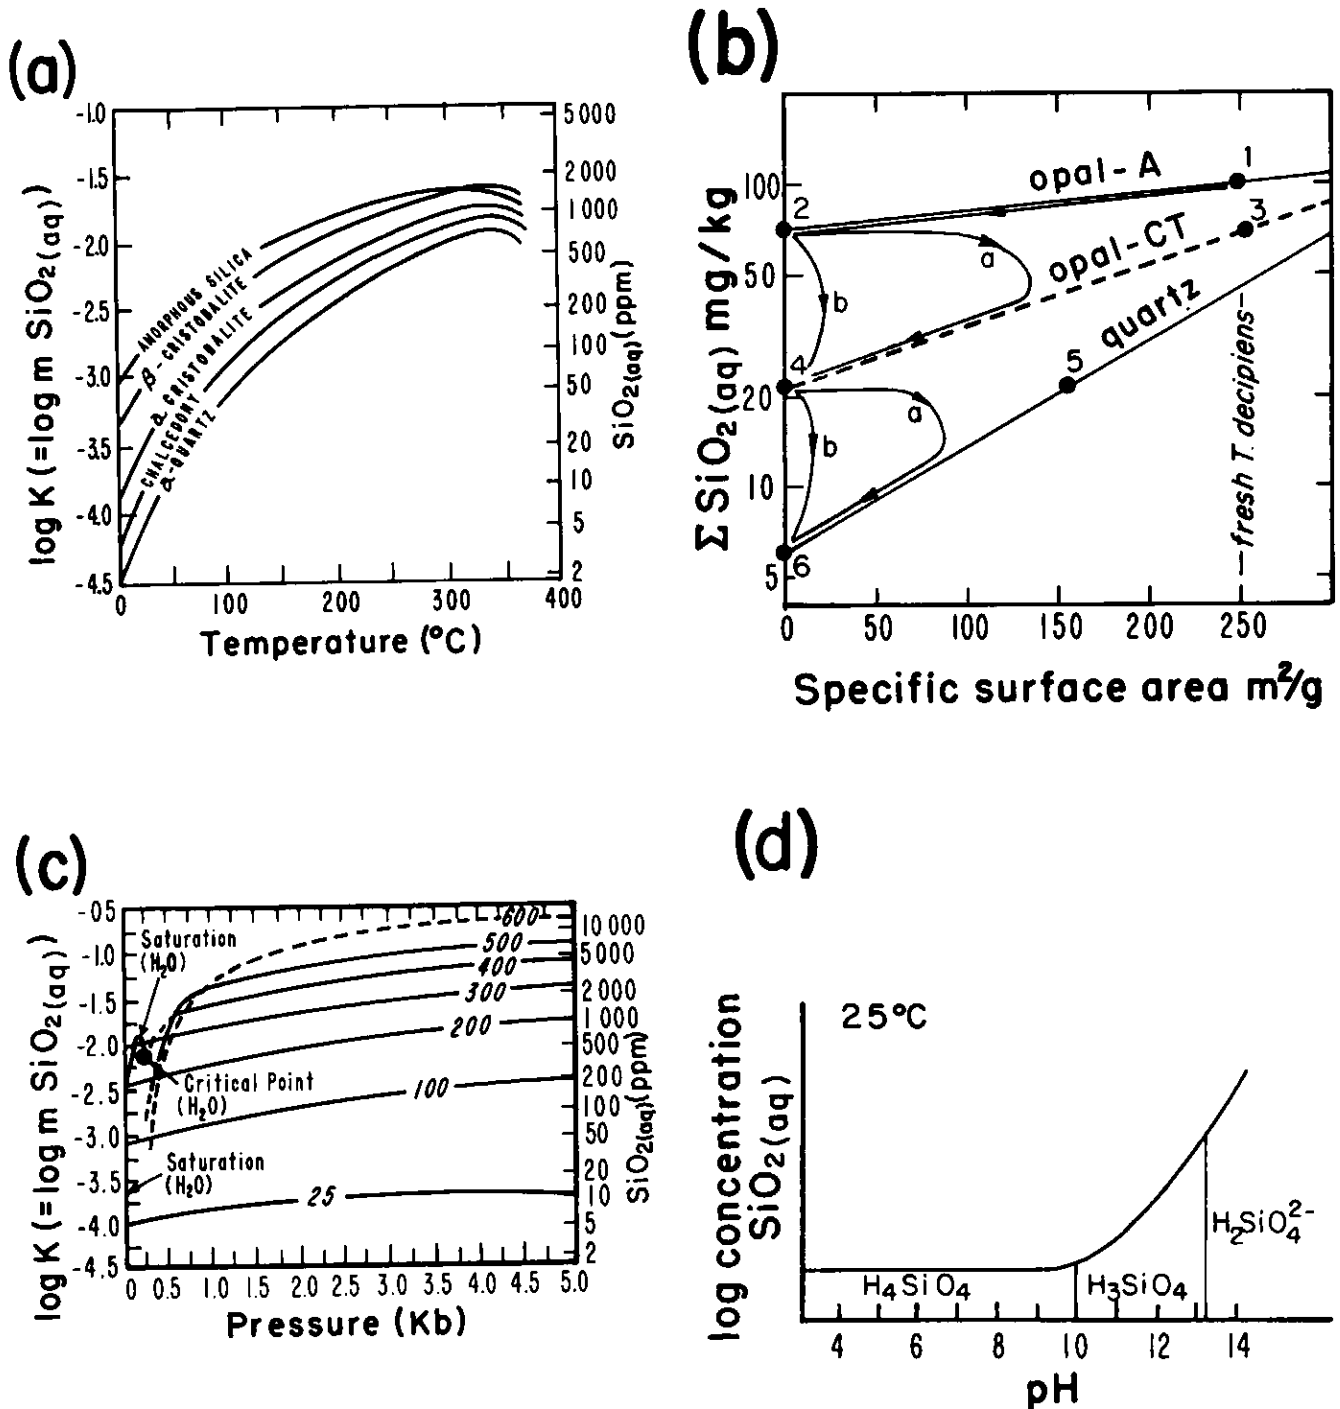 (a)
-1.0
-1.5
-2.0
-2.5
-3.0
-3.5
-4.0
-4.5
log K (=log m SiO2(aq))
AMORPHOUS SILICA
β-CRISTOBALITE
α CRISTOBALITE
CHALCEDONY
α-QUARTZ
5 000
2 000
1 000
500
200
100
50
20
10
5
2
SiO2(aq) (ppm)
0 100 200 300 400
Temperature (°C)
(b)
100
50
20
10
5
Σ SiO2(aq) mg/kg
opal-A
opal-CT
quartz
1
2
3
4
5
6
a
b
a
b
fresh T. decipiens
0 50 100 150 200 250
Specific surface area m²/g
(c)
-05
-1.0
-1.5
-2.0
-2.5
-3.0
-3.5
-4.0
-4.5
log K (=log m SiO2(aq))
Saturation
(H2O)
Critical Point
(H2O)
Saturation
(H2O)
600
500
400
300
200
100
25
10 000
5000
2 000
1 000
500
200
100
50
20
10
5
2
SiO2(aq) (ppm)
0 0.5 1.0 1.5 2.0 2.5 3.0 3.5 4.0 4.5 5.0
Pressure (Kb)
(d)
25°C
log concentration
SiO2(aq)
H4SiO4
H3SiO4
H2SiO4²⁻
4 6 8 10 12 14
pH